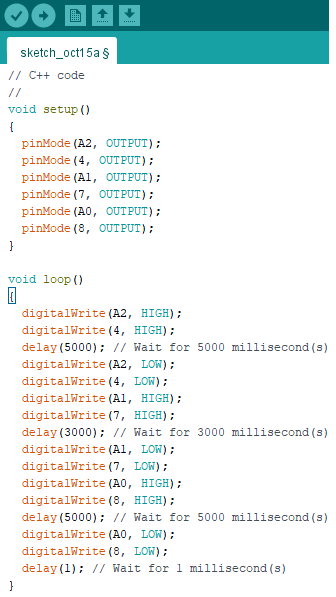 sketch_oct15a §
// C++ code
//
void setup()
{
  pinMode(A2, OUTPUT);
  pinMode(4, OUTPUT);
  pinMode(A1, OUTPUT);
  pinMode(7, OUTPUT);
  pinMode(A0, OUTPUT);
  pinMode(8, OUTPUT);
}

void loop()
{
  digitalWrite(A2, HIGH);
  digitalWrite(4, HIGH);
  delay(5000); // Wait for 5000 millisecond(s)
  digitalWrite(A2, LOW);
  digitalWrite(4, LOW);
  digitalWrite(A1, HIGH);
  digitalWrite(7, HIGH);
  delay(3000); // Wait for 3000 millisecond(s)
  digitalWrite(A1, LOW);
  digitalWrite(7, LOW);
  digitalWrite(A0, HIGH);
  digitalWrite(8, HIGH);
  delay(5000); // Wait for 5000 millisecond(s)
  digitalWrite(A0, LOW);
  digitalWrite(8, LOW);
  delay(1); // Wait for 1 millisecond(s)
}